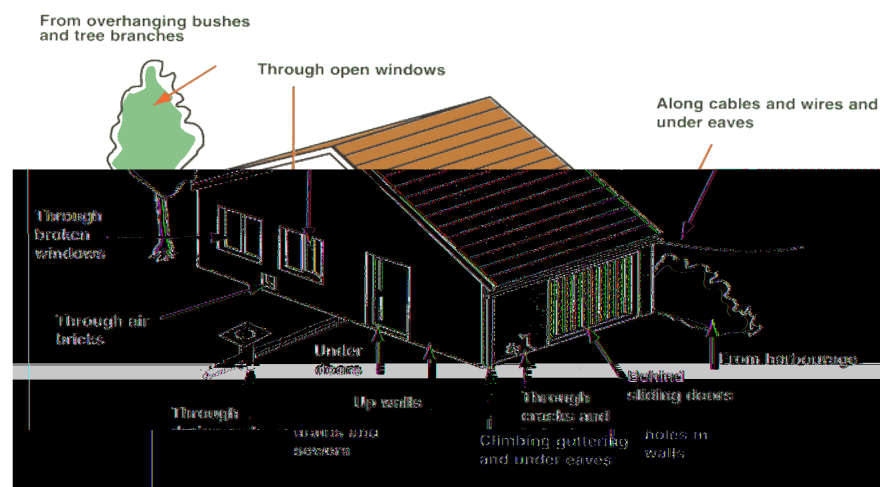 From overhanging bushes
and tree branches
Through open windows
Along cables and wires and
under eaves
Through
broken
windows
Through air
bricks
Under
doors
Up walls
Through
drains and
sewers
Climbing guttering
and under eaves
Through
cracks and
holes in
walls
Behind
sliding doors
From harbourage